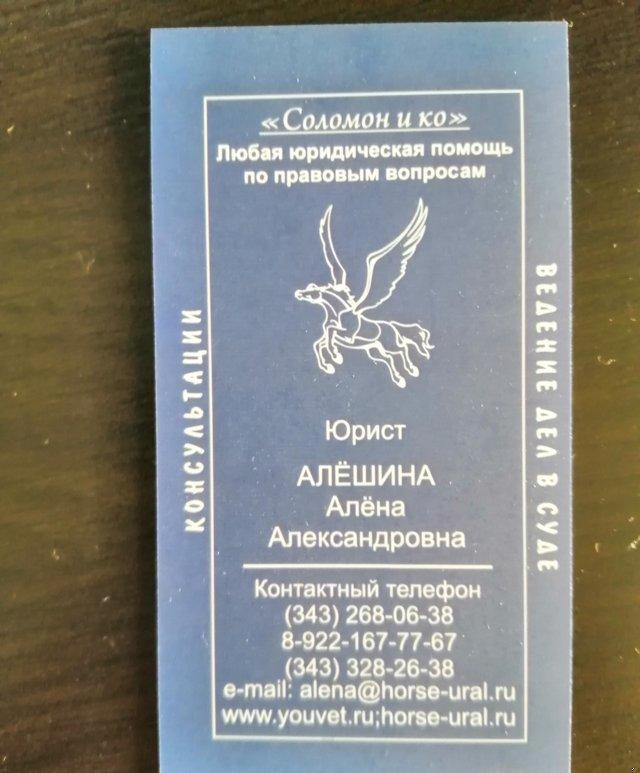 «Соломон и ко»
Любая юридическая помощь
по правовым вопросам
КОНСУЛЬТАЦИИ
ВЕДЕНИЕ ДЕЛ В СУДЕ
Юрист
АЛЁШИНА
Алёна
Александровна
Контактный телефон
(343) 268-06-38
8-922-167-77-67
(343) 328-26-38
e-mail: alena@horse-ural.ru
www.youvet.ru;horse-ural.ru